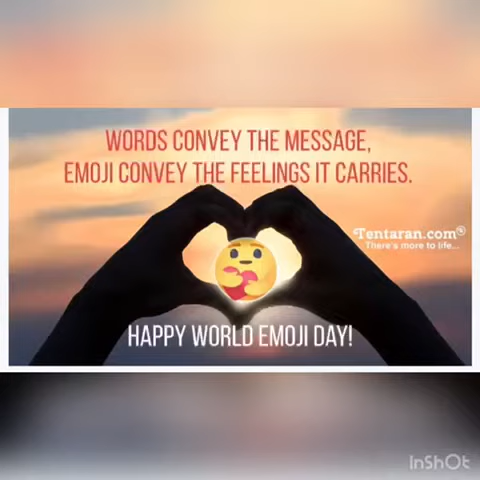 WORDS CONVEY THE MESSAGE,
EMOJI CONVEY THE FEELINGS IT CARRIES.
Tentaran.com®
There's more to life...
HAPPY WORLD EMOJI DAY!
InShOt